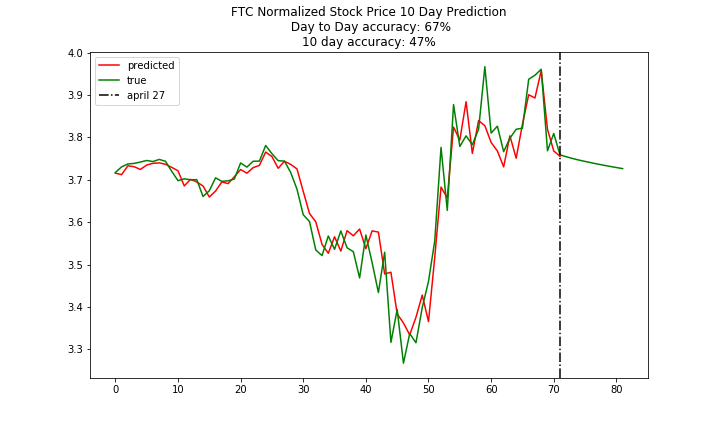 FTC Normalized Stock Price 10 Day Prediction
Day to Day accuracy: 67%
10 day accuracy: 47%
predicted
true
april 27
4.0
3.9
3.8
3.7
3.6
3.5
3.4
3.3
0 10 20 30 40 50 60 70 80